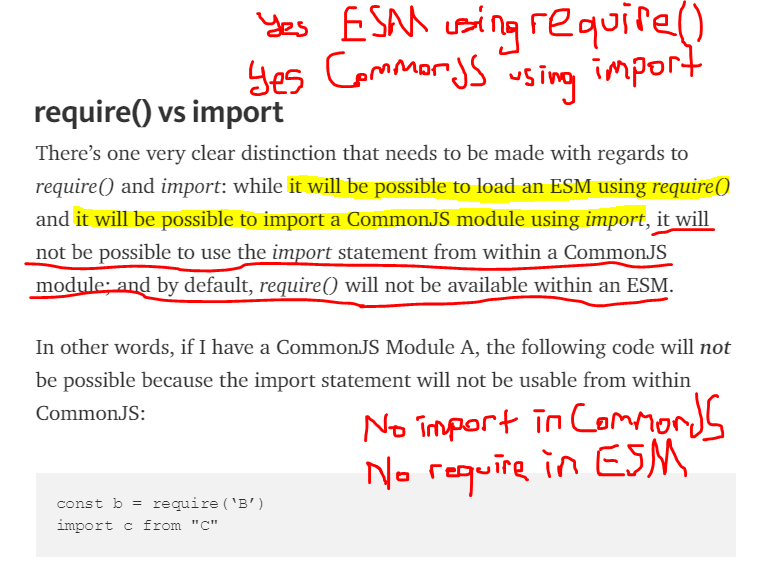 Yes ESM using require()
Yes CommonJS using import
require() vs import
There’s one very clear distinction that needs to be made with regards to
require() and import: while it will be possible to load an ESM using require()
and it will be possible to import a CommonJS module using import, it will
not be possible to use the import statement from within a CommonJS
module; and by default, require() will not be available within an ESM.
In other words, if I have a CommonJS Module A, the following code will not
be possible because the import statement will not be usable from within
CommonJS:
No import in CommonJS
No require in ESM
const b = require(‘B’)
import c from "C"